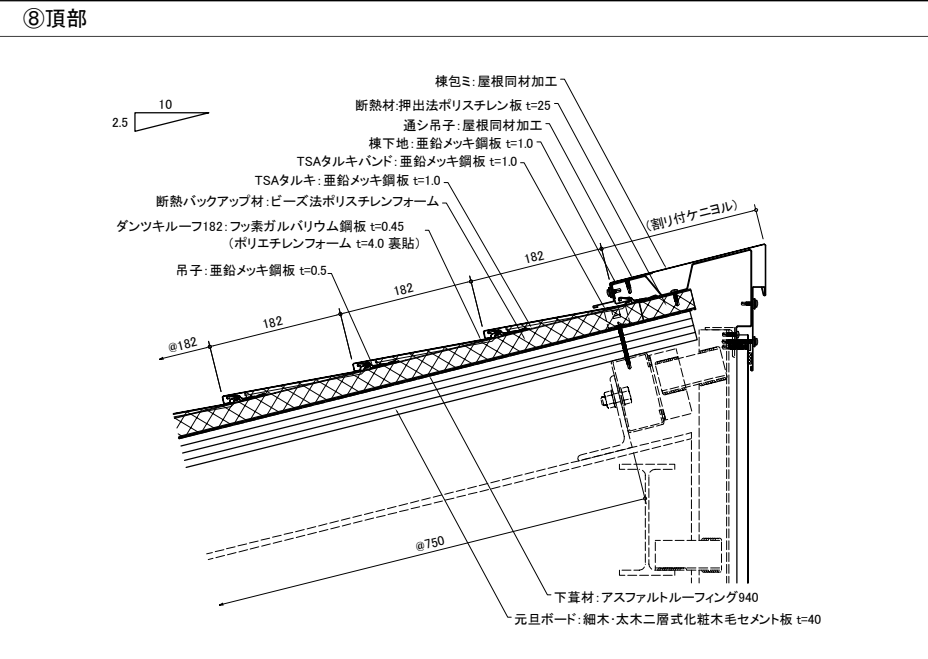 ⑧頂部
棟包ミ：屋根同材加工
断熱材：押出法ポリスチレン板 t=25
通シ吊子：屋根同材加工
棟下地：亜鉛メッキ鋼板 t=1.0
TSAタルキバンド：亜鉛メッキ鋼板 t=1.0
TSAタルキ：亜鉛メッキ鋼板 t=1.0
断熱バックアップ材：ビーズ法ポリスチレンフォーム
ダンツキルーフ182：フッ素ガルバリウム鋼板 t=0.45
（ポリエチレンフォーム t=4.0 裏貼）
吊子：亜鉛メッキ鋼板 t=0.5
10
2.5
（割り付ケニヨル）
182
182
182
@182
@750
下葺材：アスファルトルーフィング940
元旦ボード：細木・太木二層式化粧木毛セメント板 t=40